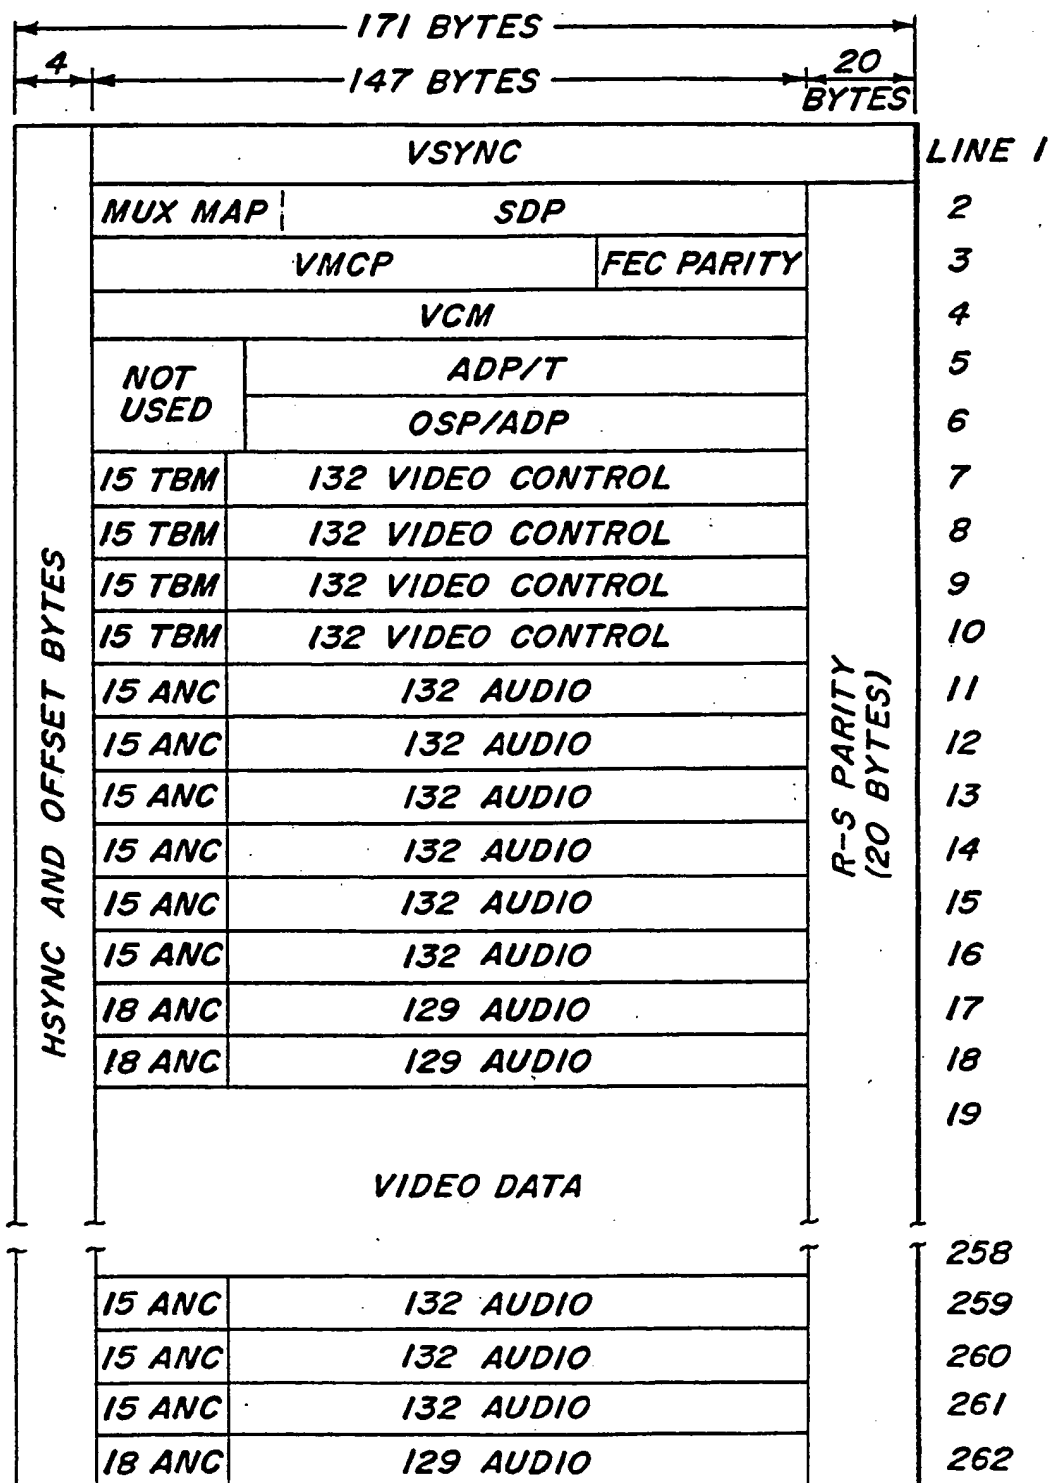 171 BYTES
4
147 BYTES
20
BYTES
VSYNC LINE 1
MUX MAP SDP 2
VMCP FEC PARITY 3
VCM 4
NOT
USED
ADP/T 5
OSP/ADP 6
15 TBM 132 VIDEO CONTROL 7
15 TBM 132 VIDEO CONTROL 8
15 TBM 132 VIDEO CONTROL 9
15 TBM 132 VIDEO CONTROL 10
15 ANC 132 AUDIO 11
15 ANC 132 AUDIO 12
15 ANC 132 AUDIO 13
15 ANC 132 AUDIO 14
15 ANC 132 AUDIO 15
15 ANC 132 AUDIO 16
18 ANC 129 AUDIO 17
18 ANC 129 AUDIO 18
19
VIDEO DATA
258
15 ANC 132 AUDIO 259
15 ANC 132 AUDIO 260
15 ANC 132 AUDIO 261
18 ANC 129 AUDIO 262
HSYNC AND OFFSET BYTES
R-S PARITY
(20 BYTES)